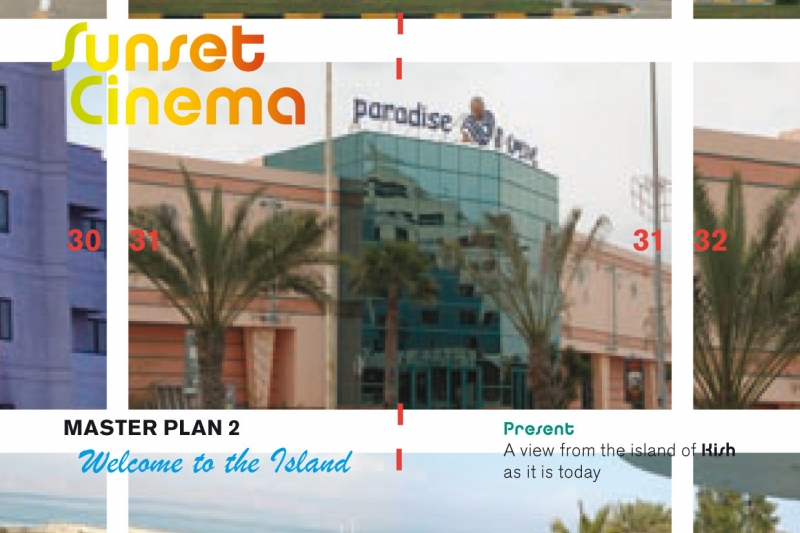 Sunset
Cinema
paradise
30 31 31 32
MASTER PLAN 2
Welcome to the Island
Present
A view from the island of Kish
as it is today